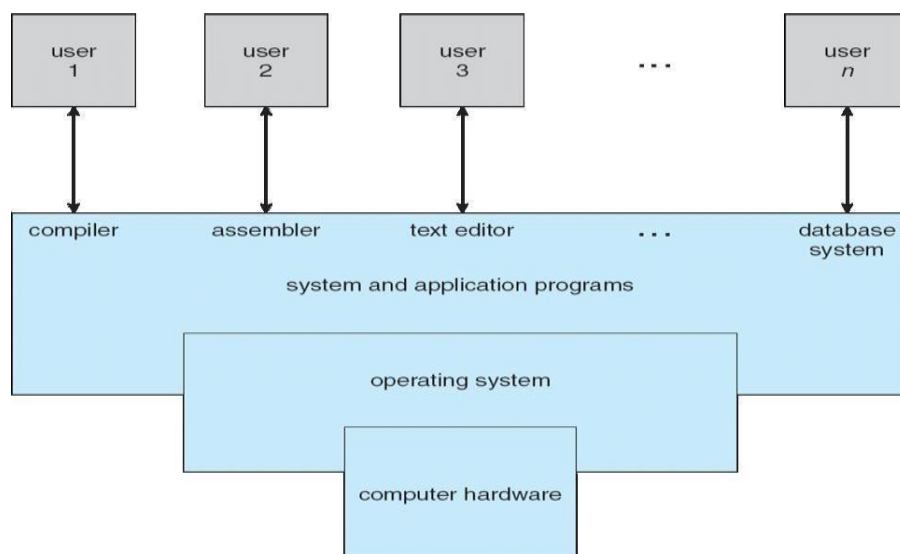 user
1
user
2
user
3
...
user
n
compiler
assembler
text editor
...
database
system
system and application programs
operating system
computer hardware